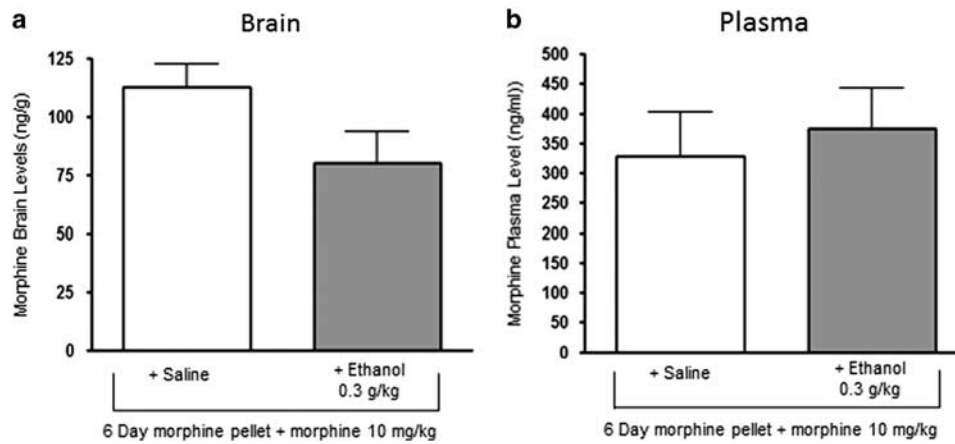 a
Brain
Morphine Brain Levels (ng/g)
125
100
75
50
25
0
+ Saline
+ Ethanol
0.3 g/kg
6 Day morphine pellet + morphine 10 mg/kg
b
Plasma
Morphine Plasma Level (ng/ml))
500
450
400
350
300
250
200
150
100
50
0
+ Saline
+ Ethanol
0.3 g/kg
6 Day morphine pellet + morphine 10 mg/kg